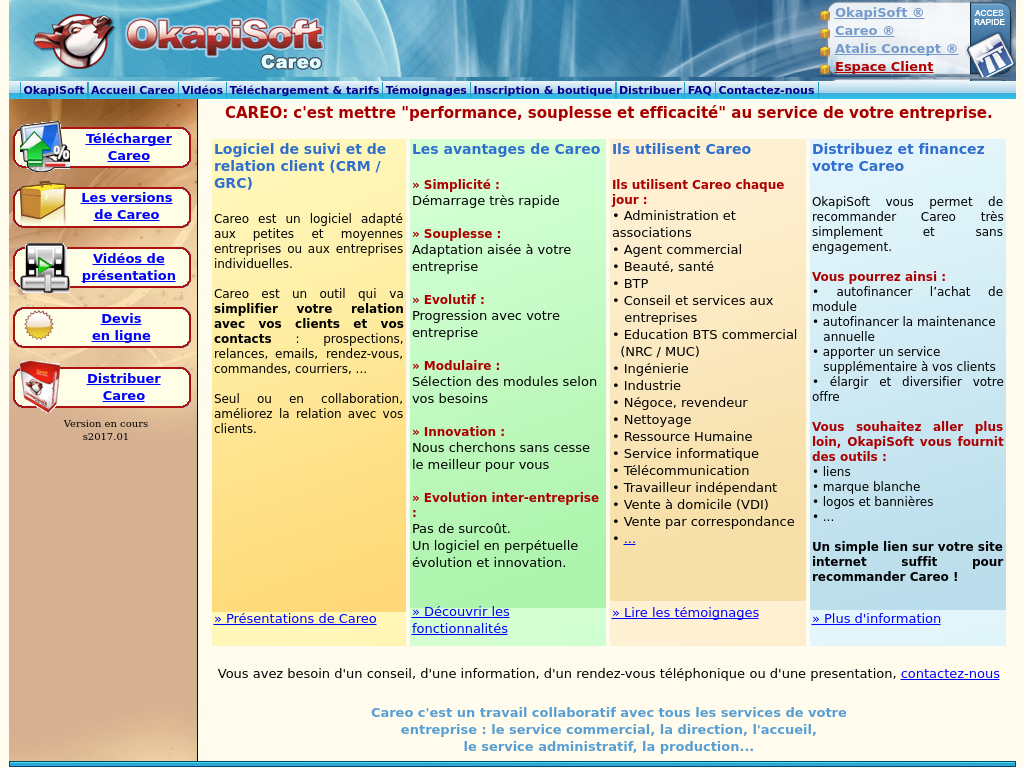 OkapiSoft
Careo
OkapiSoft ®
Careo ®
Atalis Concept ®
Espace Client
ACCES
RAPIDE
OkapiSoft Accueil Careo Vidéos Téléchargement & tarifs Témoignages Inscription & boutique Distribuer FAQ Contactez-nous
Télécharger
Careo
Les versions
de Careo
Vidéos de
présentation
Devis
en ligne
Distribuer
Careo
Version en cours
s2017.01
CAREO: c'est mettre "performance, souplesse et efficacité" au service de votre entreprise.
Logiciel de suivi et de
relation client (CRM /
GRC)
Careo est un logiciel adapté
aux petites et moyennes
entreprises ou aux entreprises
individuelles.
Careo est un outil qui va
simplifier votre relation
avec vos clients et vos
contacts : prospections,
relances, emails, rendez-vous,
commandes, courriers, ...
Seul ou en collaboration,
améliorez la relation avec vos
clients.
» Présentations de Careo
Les avantages de Careo
» Simplicité :
Démarrage très rapide
» Souplesse :
Adaptation aisée à votre
entreprise
» Evolutif :
Progression avec votre
entreprise
» Modulaire :
Sélection des modules selon
vos besoins
» Innovation :
Nous cherchons sans cesse
le meilleur pour vous
» Evolution inter-entreprise
:
Pas de surcoût.
Un logiciel en perpétuelle
évolution et innovation.
» Découvrir les
fonctionnalités
Ils utilisent Careo
Ils utilisent Careo chaque
jour :
• Administration et
associations
• Agent commercial
• Beauté, santé
• BTP
• Conseil et services aux
entreprises
• Education BTS commercial
(NRC / MUC)
• Ingénierie
• Industrie
• Négoce, revendeur
• Nettoyage
• Ressource Humaine
• Service informatique
• Télécommunication
• Travailleur indépendant
• Vente à domicile (VDI)
• Vente par correspondance
• ...
» Lire les témoignages
Distribuez et financez
votre Careo
OkapiSoft vous permet de
recommander Careo très
simplement et sans
engagement.
Vous pourrez ainsi :
• autofinancer l’achat de
module
• autofinancer la maintenance
annuelle
• apporter un service
supplémentaire à vos clients
• élargir et diversifier votre
offre
Vous souhaitez aller plus
loin, OkapiSoft vous fournit
des outils :
• liens
• marque blanche
• logos et bannières
• ...
Un simple lien sur votre site
internet suffit pour
recommander Careo !
» Plus d'information
Vous avez besoin d'un conseil, d'une information, d'un rendez-vous téléphonique ou d'une presentation, contactez-nous
Careo c'est un travail collaboratif avec tous les services de votre
entreprise : le service commercial, la direction, l'accueil,
le service administratif, la production...